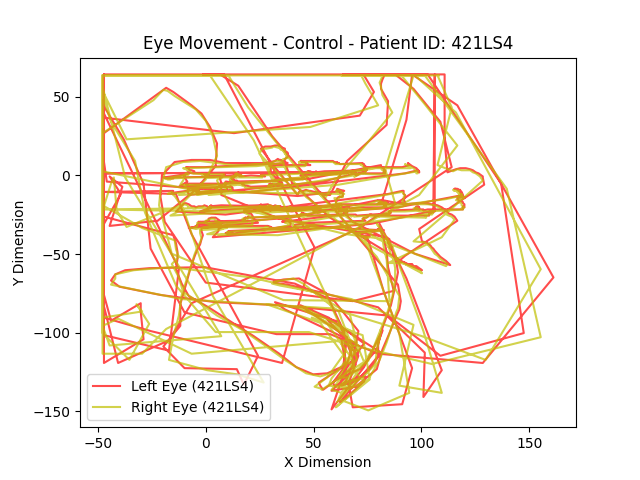 Eye Movement - Control - Patient ID: 421LS4
50
0
−50
−100
−150
Y Dimension
−50
0
50
100
150
X Dimension
Left Eye (421LS4)
Right Eye (421LS4)